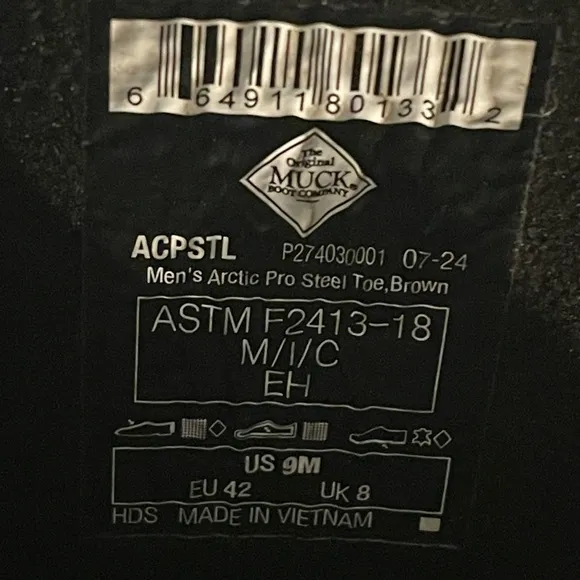 6 64911 80133 2
The
Original
MUCK®
BOOT COMPANY
ACPSTL P274030001 07-24
Men's Arctic Pro Steel Toe,Brown
ASTM F2413-18
M/I/C
EH
US 9M
EU 42 UK 8
HDS MADE IN VIETNAM